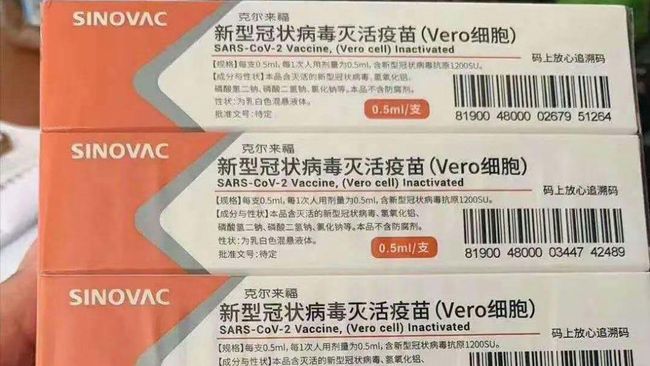 SINOVAC
克尔来福
新型冠状病毒灭活疫苗(Vero细胞)
SARS-CoV-2 Vaccine, (Vero cell) Inactivated
码上放心追溯码
【规格】每支0.5ml,每1次人用剂量为0.5ml,含新型冠状病毒抗原1200SU。
【成分与性状】本品含灭活的新型冠状病毒、氢氧化铝、
磷酸氢二钠、磷酸二氢钠、氯化钠等。本品不含防腐剂。
性状:为乳白色混悬液体。
批准文号:待定
0.5ml/支
81900 48000 02679 51264
SINOVAC
克尔来福
新型冠状病毒灭活疫苗(Vero细胞)
SARS-CoV-2 Vaccine, (Vero cell) Inactivated
码上放心追溯码
【规格】每支0.5ml,每1次人用剂量为0.5ml,含新型冠状病毒抗原1200SU。
【成分与性状】本品含灭活的新型冠状病毒、氢氧化铝、
磷酸氢二钠、磷酸二氢钠、氯化钠等。本品不含防腐剂。
性状:为乳白色混悬液体。
批准文号:待定
0.5ml/支
81900 48000 03447 42489
SINOVAC
克尔来福
新型冠状病毒灭活疫苗(Vero细胞)
SARS-CoV-2 Vaccine, (Vero cell) Inactivated
码上放心追溯码
【规格】每支0.5ml,每1次人用剂量为0.5ml,含新型冠状病毒抗原1200SU。
【成分与性状】本品含灭活的新型冠状病毒、氢氧化铝、